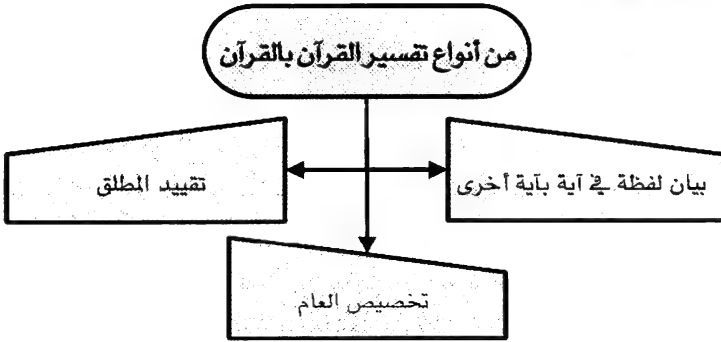 من أنواع تفسير القرآن بالقرآن
بيان لفظة في آية بآية أخرى
تقييد المطلق
تخصيص العام